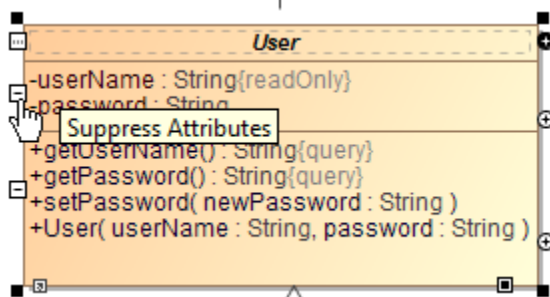 User
-userName : String{readOnly}
-password : String
Suppress Attributes
+getUserName() : String{query}
+getPassword() : String{query}
+setPassword( newPassword : String )
+User( userName : String, password : String )